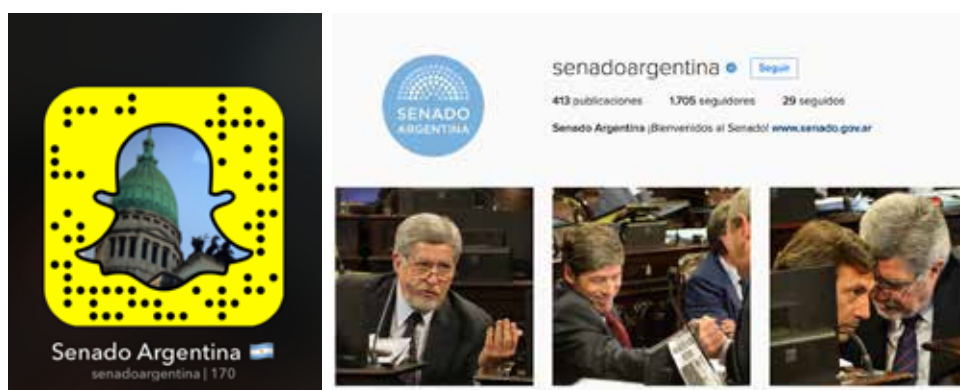 Senado Argentina 🇦🇷
senadoargentina | 170
SENADO
ARGENTINA
senadoargentina Seguir
413 publicaciones 1.705 seguidores 29 seguidos
Senado Argentina ¡Bienvenidos al Senado! www.senado.gov.ar